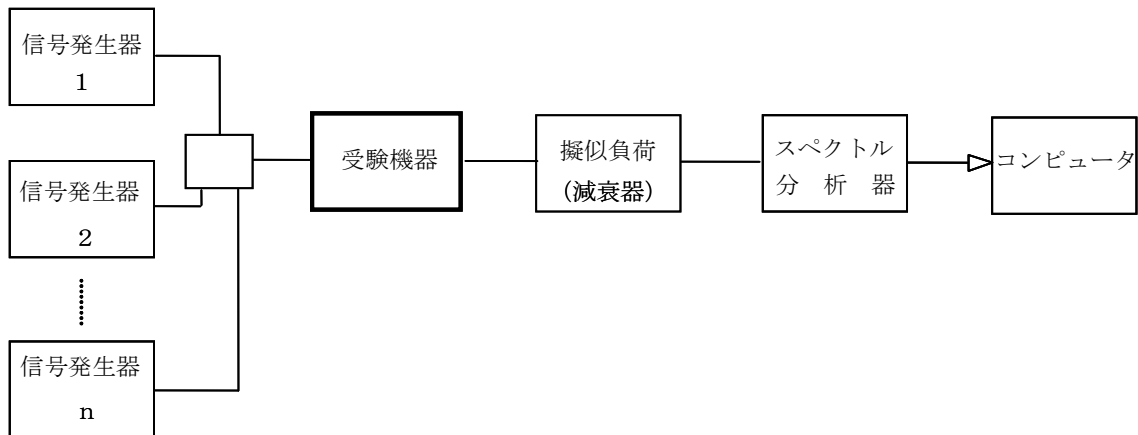 信号発生器
1
信号発生器
2
信号発生器
n
受験機器
擬似負荷
(減衰器)
スペクトル
分 析 器
コンピュータ